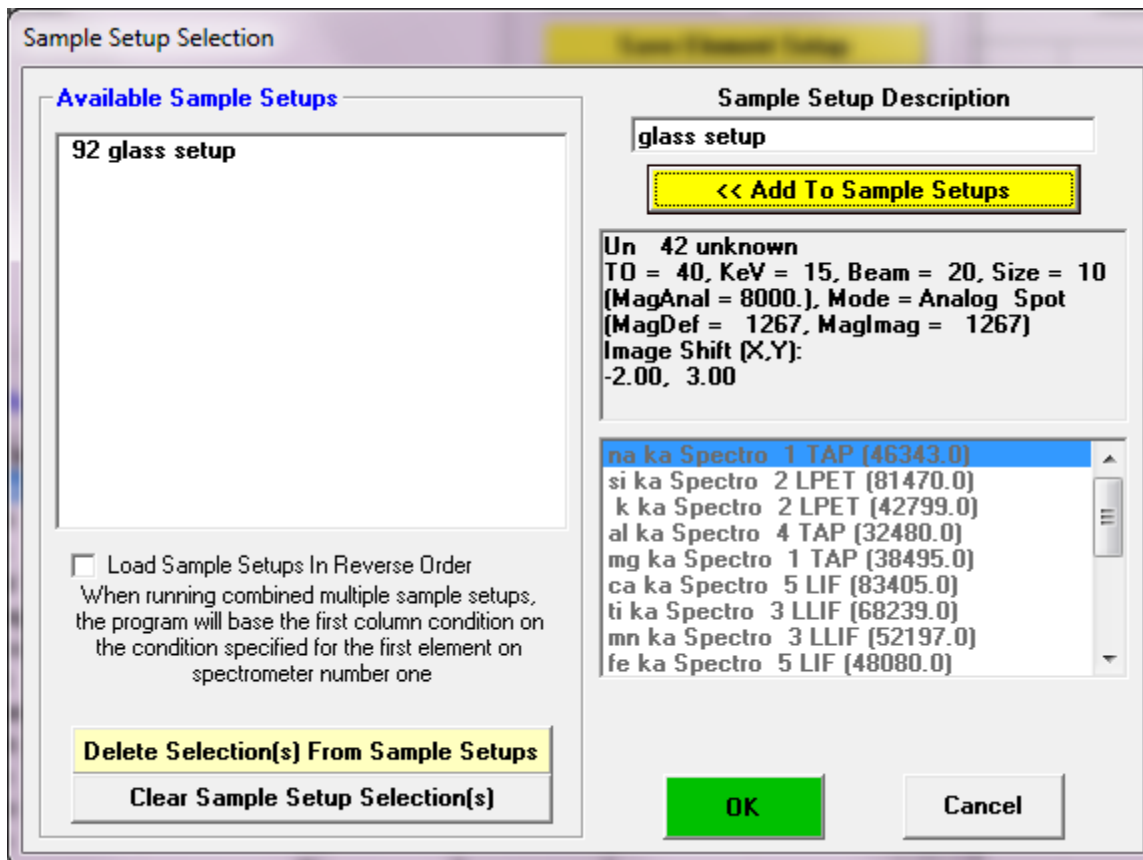 Sample Setup Selection
Save Element Setup
Available Sample Setups
92 glass setup
Load Sample Setups In Reverse Order
When running combined multiple sample setups,
the program will base the first column condition on
the condition specified for the first element on
spectrometer number one
Delete Selection(s) From Sample Setups
Clear Sample Setup Selection(s)
Sample Setup Description
glass setup
<< Add To Sample Setups
Un 42 unknown
TO = 40, KeV = 15, Beam = 20, Size = 10
(MagAnal = 8000.), Mode = Analog Spot
(MagDef = 1267, MagImag = 1267)
Image Shift (X,Y):
-2.00, 3.00
na ka Spectro 1 TAP (46343.0)
si ka Spectro 2 LPET (81470.0)
k ka Spectro 2 LPET (42799.0)
al ka Spectro 4 TAP (32480.0)
mg ka Spectro 1 TAP (38495.0)
ca ka Spectro 5 LIF (83405.0)
ti ka Spectro 3 LLIF (68239.0)
mn ka Spectro 3 LLIF (52197.0)
fe ka Spectro 5 LIF (48080.0)
OK
Cancel